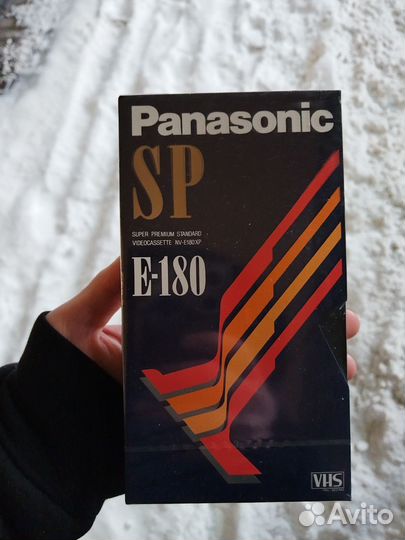 Panasonic
SP
SUPER PREMIUM STANDARD
VIDEOCASSETTE NV-E180XP
E-180
VHS
Avito